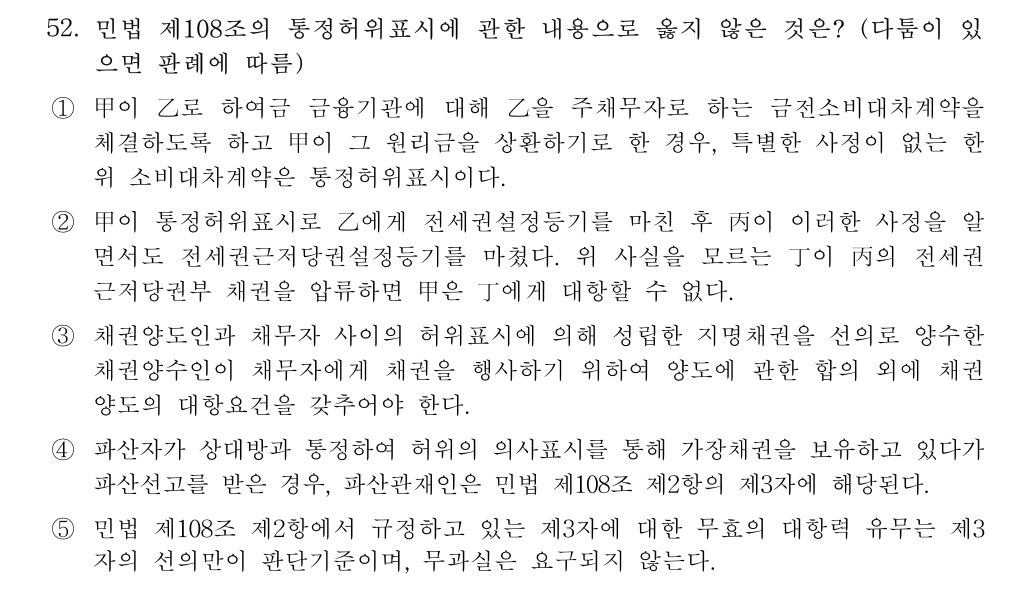 52. 민법 제108조의 통정허위표시에 관한 내용으로 옳지 않은 것은? (다툼이 있
으면 판례에 따름)
① 甲이 乙로 하여금 금융기관에 대해 乙을 주채무자로 하는 금전소비대차계약을
체결하도록 하고 甲이 그 원리금을 상환하기로 한 경우, 특별한 사정이 없는 한
위 소비대차계약은 통정허위표시이다.
② 甲이 통정허위표시로 乙에게 전세권설정등기를 마친 후 丙이 이러한 사정을 알
면서도 전세권근저당권설정등기를 마쳤다. 위 사실을 모르는 丁이 丙의 전세권
근저당권부 채권을 압류하면 甲은 丁에게 대항할 수 없다.
③ 채권양도인과 채무자 사이의 허위표시에 의해 성립한 지명채권을 선의로 양수한
채권양수인이 채무자에게 채권을 행사하기 위하여 양도에 관한 합의 외에 채권
양도의 대항요건을 갖추어야 한다.
④ 파산자가 상대방과 통정하여 허위의 의사표시를 통해 가장채권을 보유하고 있다가
파산선고를 받은 경우, 파산관재인은 민법 제108조 제2항의 제3자에 해당된다.
⑤ 민법 제108조 제2항에서 규정하고 있는 제3자에 대한 무효의 대항력 유무는 제3
자의 선의만이 판단기준이며, 무과실은 요구되지 않는다.